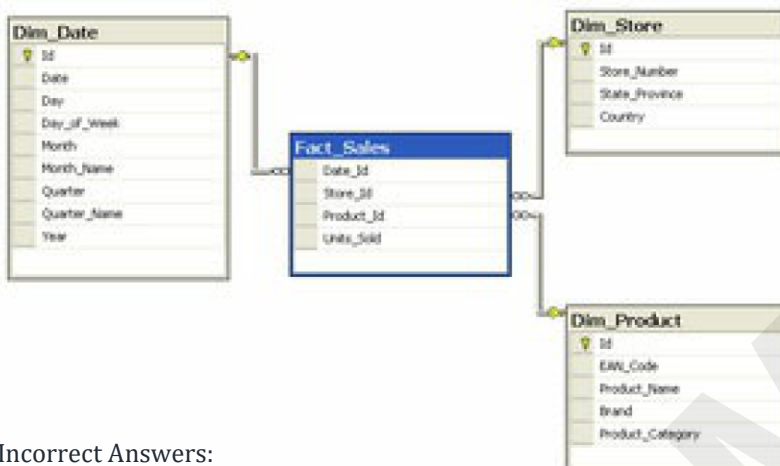 Dim_Date
Id
Date
Day
Day_of_Week
Month
Month_Name
Quarter
Quarter_Name
Year
Fact_Sales
Date_Id
Store_Id
Product_Id
Units_Sold
Dim_Store
Id
Store_Number
State_Province
Country
Dim_Product
Id
EAN_Code
Product_Name
Brand
Product_Category
Incorrect Answers: